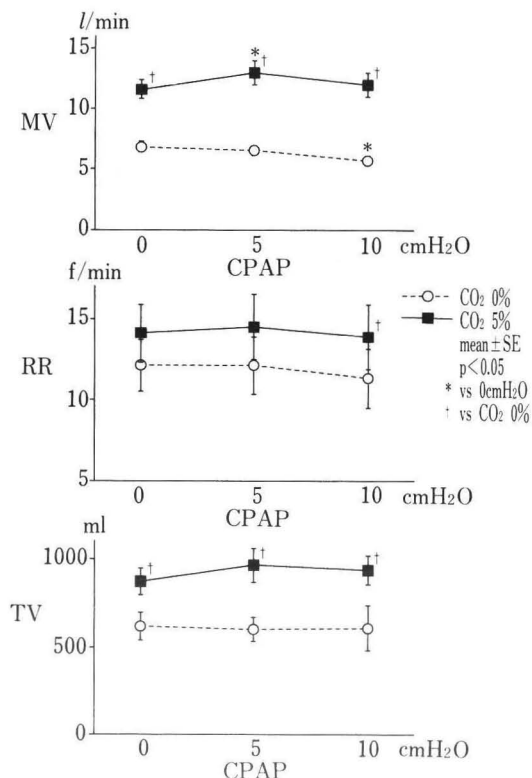 l/min
15
10
5
0
MV
*
†
†
†
*
0 5 10 cmH2O
CPAP
f/min
15
10
5
RR
†
0 5 10 cmH2O
CPAP
CO2 0%
CO2 5%
mean±SE
p<0.05
* vs 0cmH2O
† vs CO2 0%
ml
1000
500
0
TV
†
†
†
0 5 10 cmH2O
CPAP